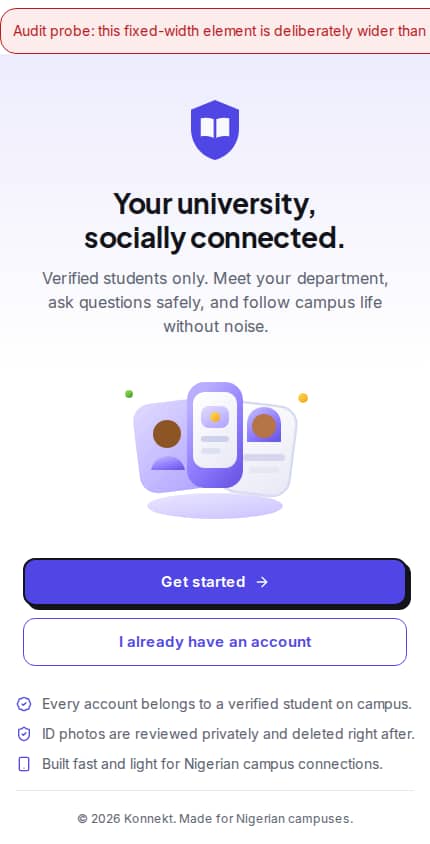 Audit probe: this fixed-width element is deliberately wider than
Your university,
socially connected.
Verified students only. Meet your department,
ask questions safely, and follow campus life
without noise.
Get started →
I already have an account
Every account belongs to a verified student on campus.
ID photos are reviewed privately and deleted right after.
Built fast and light for Nigerian campus connections.
© 2026 Konnekt. Made for Nigerian campuses.